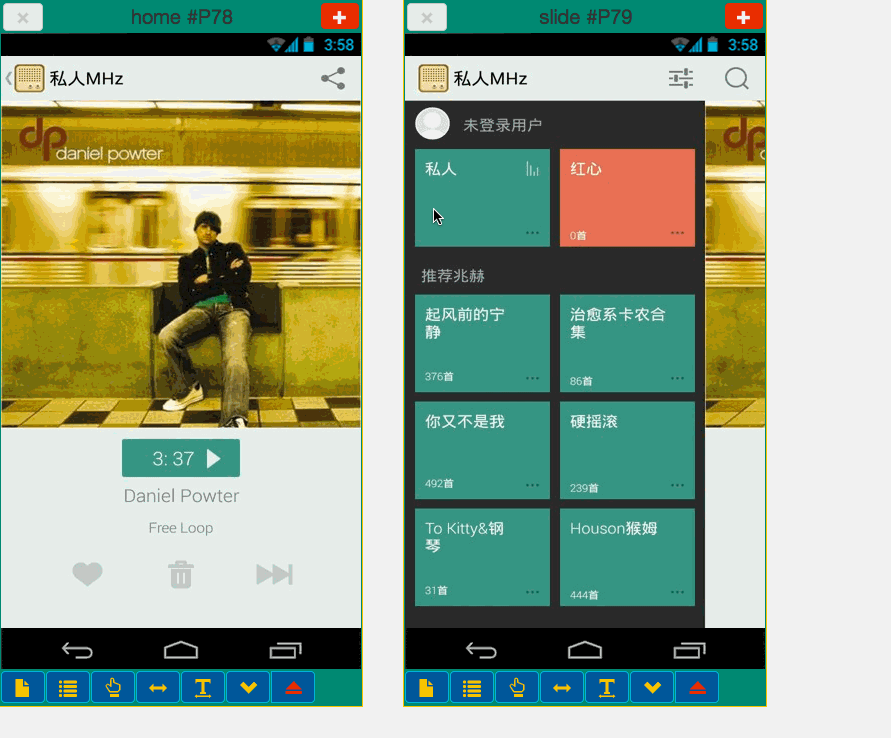 home #P78
3:58
私人MHz
dp
daniel powter
3: 37
Daniel Powter
Free Loop
slide #P79
3:58
私人MHz
未登录用户
私人
红心
0首
推荐兆赫
起风前的宁
静
376首
治愈系卡农合
集
86首
你又不是我
492首
硬摇滚
239首
To Kitty&钢
琴
31首
Houson猴姆
444首